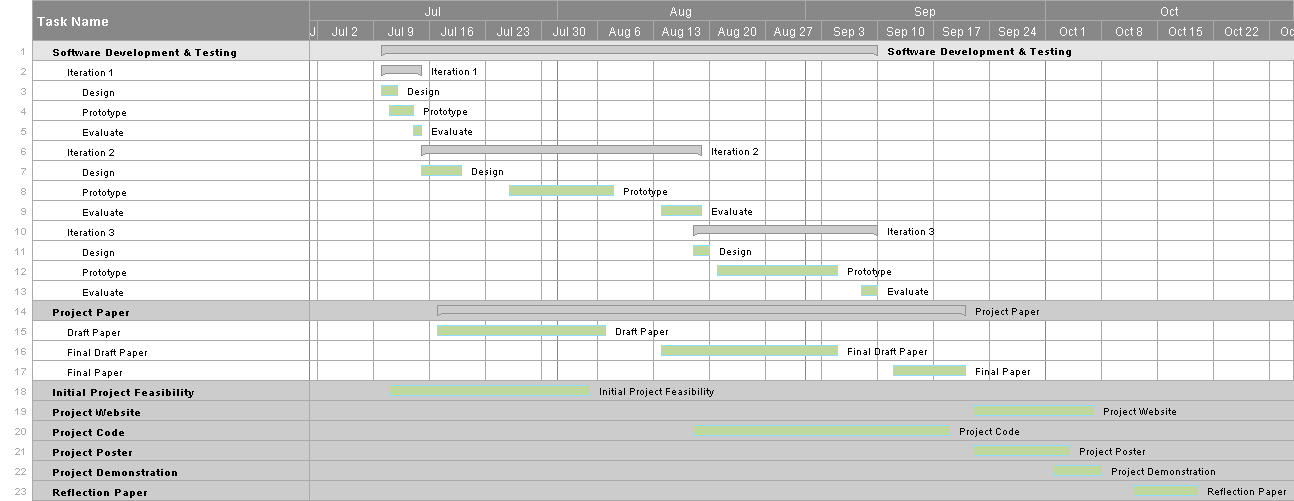 Task Name
Jul Aug Sep Oct
J Jul 2 Jul 9 Jul 16 Jul 23 Jul 30 Aug 6 Aug 13 Aug 20 Aug 27 Sep 3 Sep 10 Sep 17 Sep 24 Oct 1 Oct 8 Oct 15 Oct 22 Oc
1 Software Development & Testing Software Development & Testing
2 Iteration 1 Iteration 1
3 Design Design
4 Prototype Prototype
5 Evaluate Evaluate
6 Iteration 2 Iteration 2
7 Design Design
8 Prototype Prototype
9 Evaluate Evaluate
10 Iteration 3 Iteration 3
11 Design Design
12 Prototype Prototype
13 Evaluate Evaluate
14 Project Paper Project Paper
15 Draft Paper Draft Paper
16 Final Draft Paper Final Draft Paper
17 Final Paper Final Paper
18 Initial Project Feasibility Initial Project Feasibility
19 Project Website Project Website
20 Project Code Project Code
21 Project Poster Project Poster
22 Project Demonstration Project Demonstration
23 Reflection Paper Reflection Paper